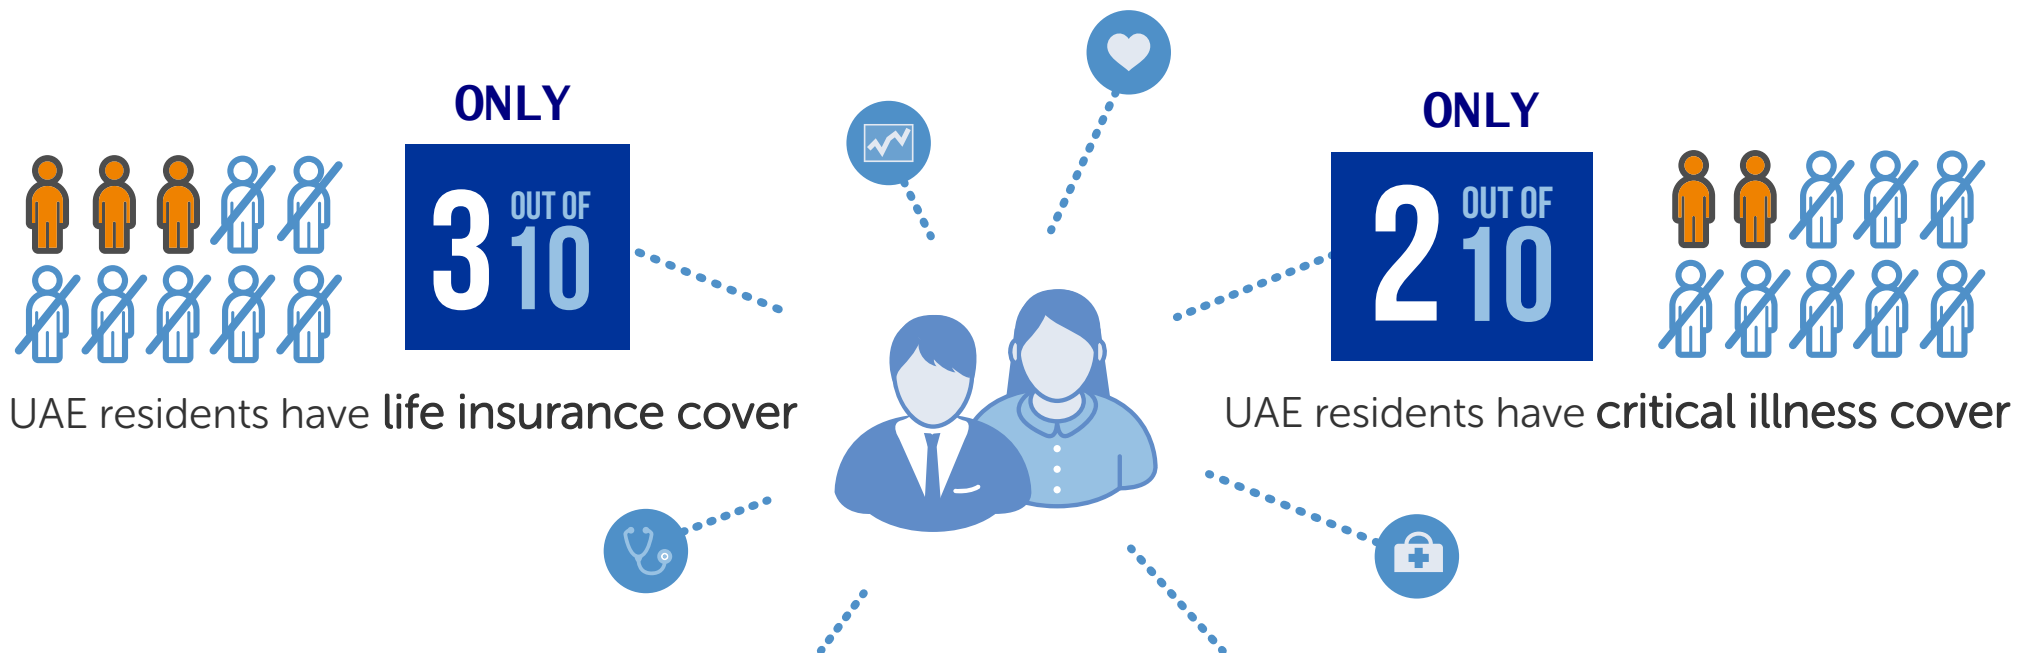 ONLY
3 OUT OF 10
UAE residents have life insurance cover
ONLY
2 OUT OF 10
UAE residents have critical illness cover